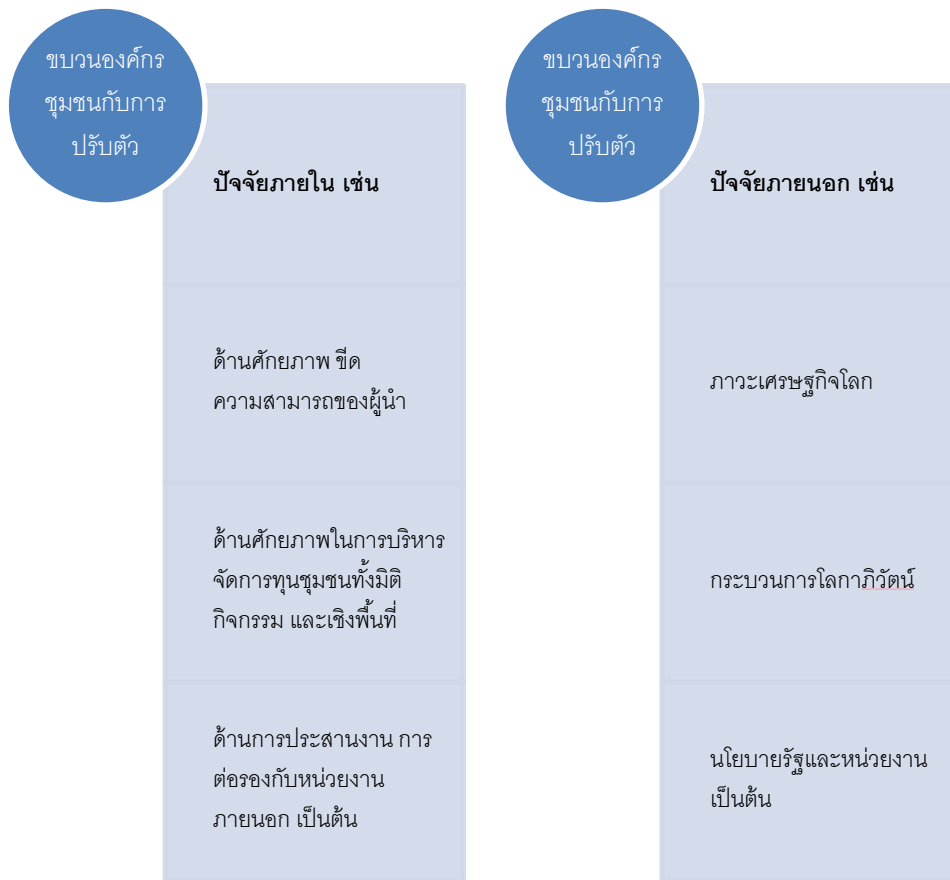 ขบวนองค์กร
ชุมชนกับการ
ปรับตัว
ปัจจัยภายใน เช่น
ด้านศักยภาพ ขีด
ความสามารถของผู้นำ
ด้านศักยภาพในการบริหาร
จัดการทุนชุมชนทั้งมิติ
กิจกรรม และเชิงพื้นที่
ด้านการประสานงาน การ
ต่อรองกับหน่วยงาน
ภายนอก เป็นต้น
ขบวนองค์กร
ชุมชนกับการ
ปรับตัว
ปัจจัยภายนอก เช่น
ภาวะเศรษฐกิจโลก
กระบวนการโลกาภิวัตน์
นโยบายรัฐและหน่วยงาน
เป็นต้น